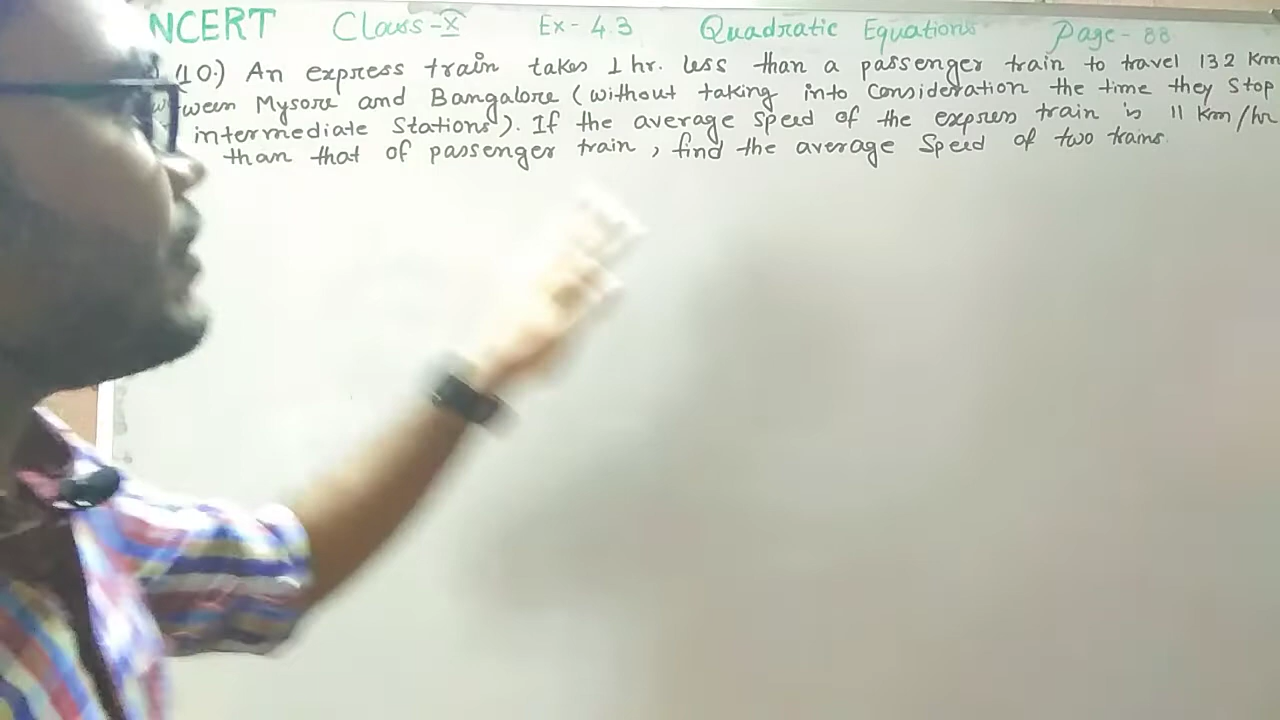 NCERT Class-X Ex-4.3 Quadratic Equations Page-88
(10.) An express train takes 1 hr. less than a passenger train to travel 132 Km
ween Mysore and Bangalore (without taking into Consideration the time they stop
intermediate Stations). If the average speed of the express train is 11 Km/hr
than that of passenger train, find the average Speed of two trains.